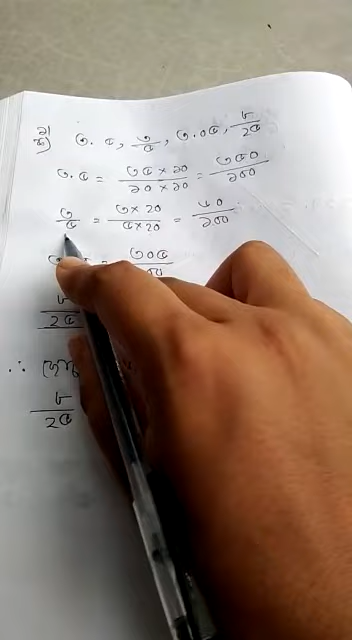 ৩.৫, ৩/৫, ৩.০৫, ৮/২৫
৩.৫ = ৩৫×১০/১০×১০ = ৩৫০/১০০
৩/৫ = ৩×২০/৫×২০ = ৬০/১০০
= ৩০৫
৮/২৫
∴
৮/২৫